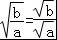 √(b/a) = √b/√a